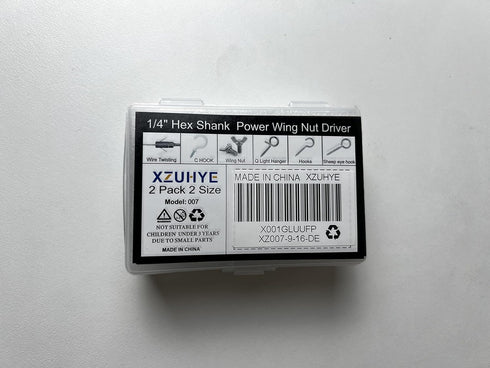 1/4" Hex Shank Power Wing Nut Driver
Wire Twisting C HOOK Wing Nut Q Light Hanger Hooks Sheep eye hook
XZUHYE
2 Pack 2 Size
Model: 007
NOT SUITABLE FOR
CHILDREN UNDER 3 YEARS
DUE TO SMALL PARTS
MADE IN CHINA
MADE IN CHINA XZUHYE
X001GLUUFP
XZ007-9-16-DE